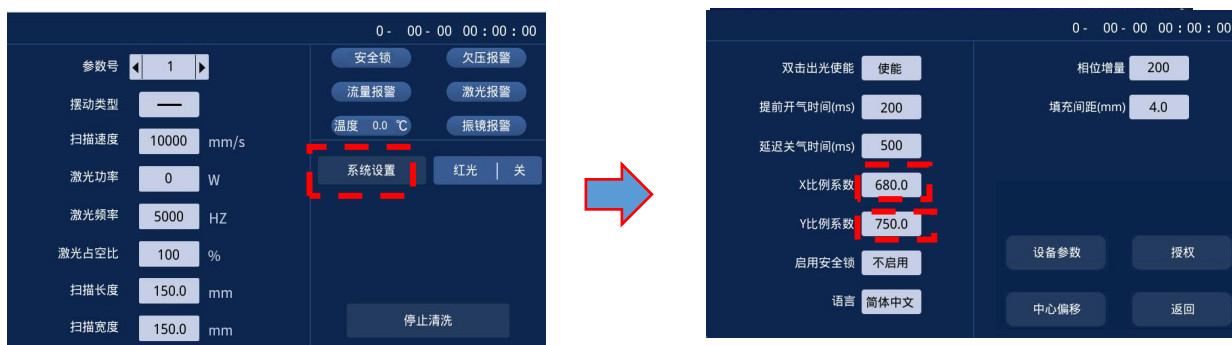 0- 00-00 00:00:00
参数号 1
安全锁 欠压报警
摆动类型
流量报警 激光报警
扫描速度 10000 mm/s
温度 0.0 ℃ 振镜报警
激光功率 0 W
系统设置 红光 | 关
激光频率 5000 HZ
激光占空比 100 %
扫描长度 150.0 mm
扫描宽度 150.0 mm
停止清洗
0- 00-00 00:00:00
双击出光使能 使能
相位增量 200
提前开气时间(ms) 200
填充间距(mm) 4.0
延迟关气时间(ms) 500
X比例系数 680.0
Y比例系数 750.0
启用安全锁 不启用
设备参数 授权
语言 简体中文
中心偏移 返回